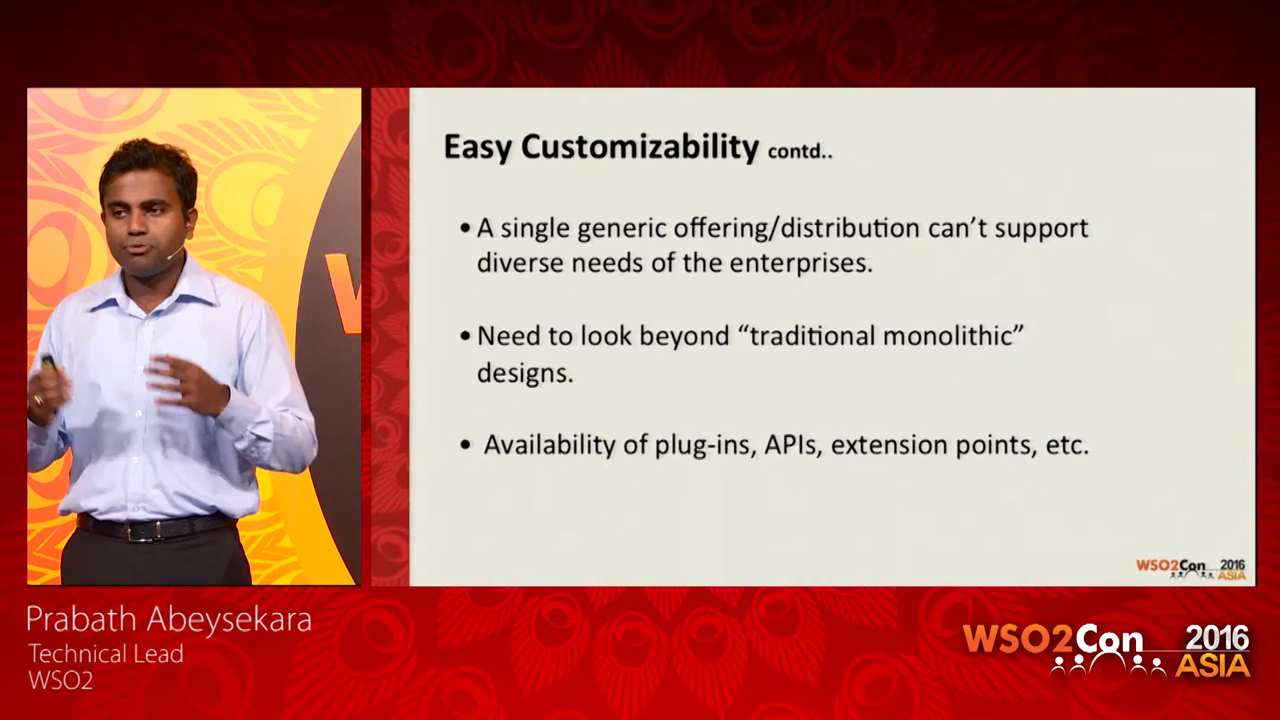 Easy Customizability contd..
• A single generic offering/distribution can't support
diverse needs of the enterprises.
• Need to look beyond “traditional monolithic”
designs.
• Availability of plug-ins, APIs, extension points, etc.
WSO2Con 2016
ASIA
Prabath Abeysekara
Technical Lead
WSO2
WSO2Con 2016
ASIA